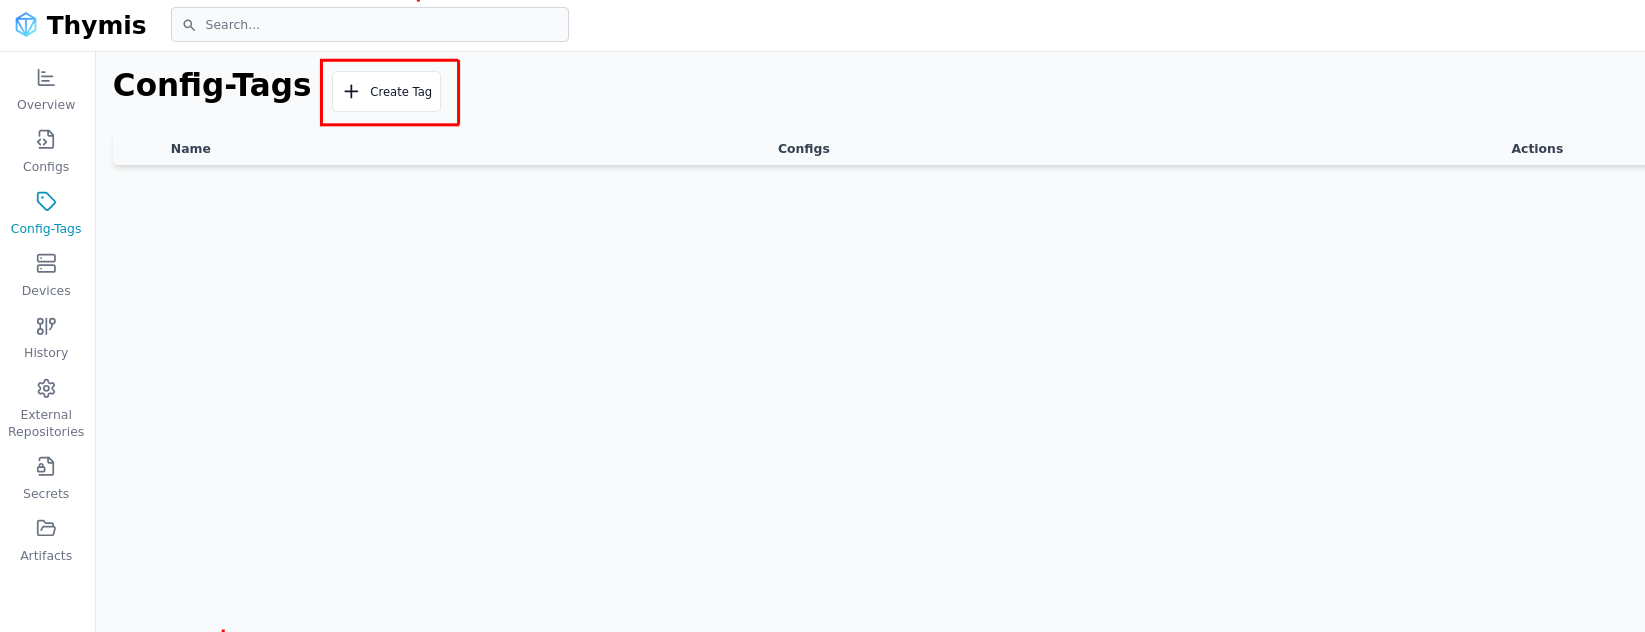 Thymis
Search...
Overview
Configs
Config-Tags
Devices
History
External
Repositories
Secrets
Artifacts
Config-Tags
Create Tag
Name Configs Actions